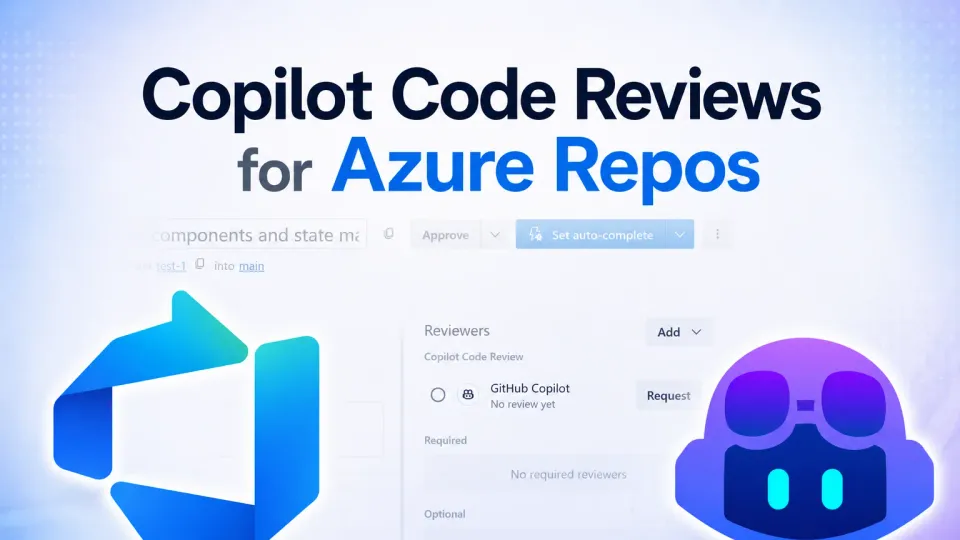 Copilot Code Reviews
for Azure Repos
components and state ma
Approve
Set auto-complete
test-1 into main
Reviewers
Add
Copilot Code Review
GitHub Copilot
No review yet
Request
Required
No required reviewers
Optional